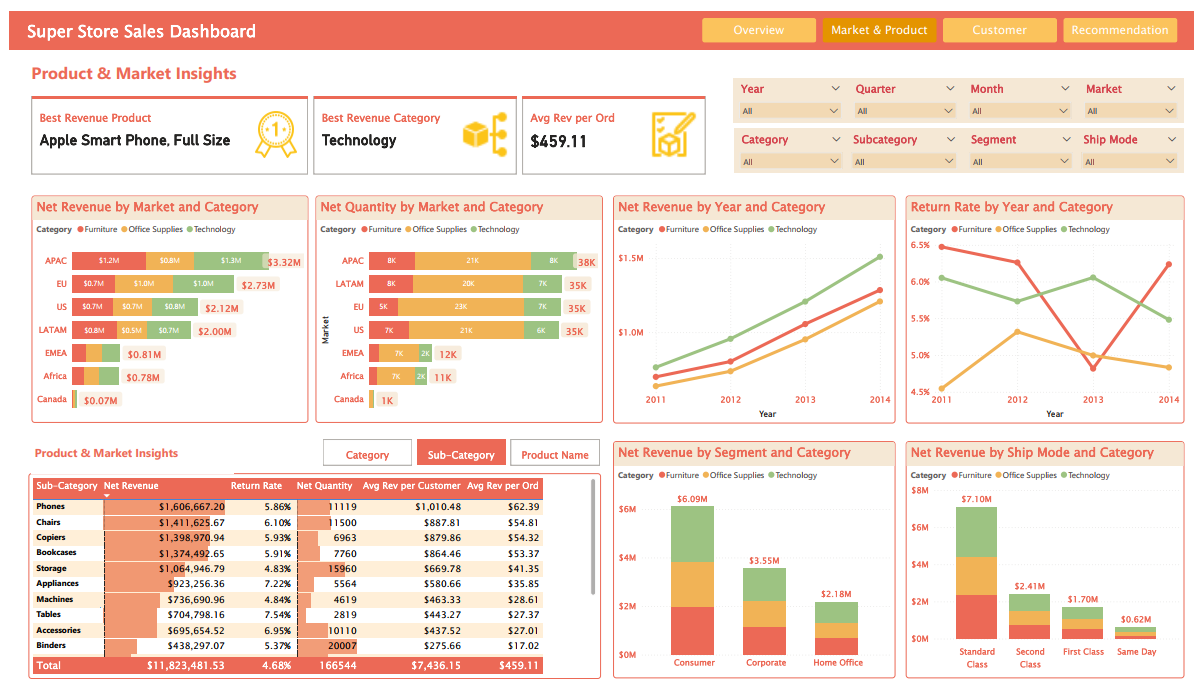 Super Store Sales Dashboard
Overview
Market & Product
Customer
Recommendation
Product & Market Insights
Best Revenue Product
Apple Smart Phone, Full Size
1
Best Revenue Category
Technology
Avg Rev per Ord
$459.11
Year Quarter Month Market
All All All All
Category Subcategory Segment Ship Mode
All All All All
Net Revenue by Market and Category
Category Furniture Office Supplies Technology
APAC $1.2M $0.8M $1.3M $3.32M
EU $0.7M $1.0M $1.0M $2.73M
US $0.7M $0.7M $0.8M $2.12M
LATAM $0.8M $0.5M $0.7M $2.00M
EMEA $0.81M
Africa $0.78M
Canada $0.07M
Net Quantity by Market and Category
Category Furniture Office Supplies Technology
Market
APAC 8K 21K 8K 38K
LATAM 8K 20K 7K 35K
EU 5K 23K 7K 35K
US 7K 21K 6K 35K
EMEA 7K 2K 12K
Africa 7K 2K 11K
Canada 1K
Net Revenue by Year and Category
Category Furniture Office Supplies Technology
$1.5M
$1.0M
2011 2012 2013 2014
Year
Return Rate by Year and Category
Category Furniture Office Supplies Technology
6.5%
6.0%
5.5%
5.0%
4.5%
2011 2012 2013 2014
Year
Product & Market Insights
Category
Sub-Category
Product Name
Sub-Category Net Revenue Return Rate Net Quantity Avg Rev per Customer Avg Rev per Ord
Phones $1,606,667.20 5.86% 11119 $1,010.48 $62.39
Chairs $1,411,625.67 6.10% 11500 $887.81 $54.81
Copiers $1,398,970.94 5.93% 6963 $879.86 $54.32
Bookcases $1,374,492.65 5.91% 7760 $864.46 $53.37
Storage $1,064,946.79 4.83% 15960 $669.78 $41.35
Appliances $923,256.36 7.22% 5564 $580.66 $35.85
Machines $736,690.96 4.84% 4619 $463.33 $28.61
Tables $704,798.16 7.54% 2819 $443.27 $27.37
Accessories $695,654.52 6.95% 10110 $437.52 $27.01
Binders $438,297.07 5.37% 20007 $275.66 $17.02
Total $11,823,481.53 4.68% 166544 $7,436.15 $459.11
Net Revenue by Segment and Category
Category Furniture Office Supplies Technology
$6M
$4M
$2M
$0M
$6.09M
$3.55M
$2.18M
Consumer Corporate Home Office
Net Revenue by Ship Mode and Category
Category Furniture Office Supplies Technology
$8M
$6M
$4M
$2M
$0M
$7.10M
$2.41M
$1.70M
$0.62M
Standard Class
Second Class
First Class
Same Day